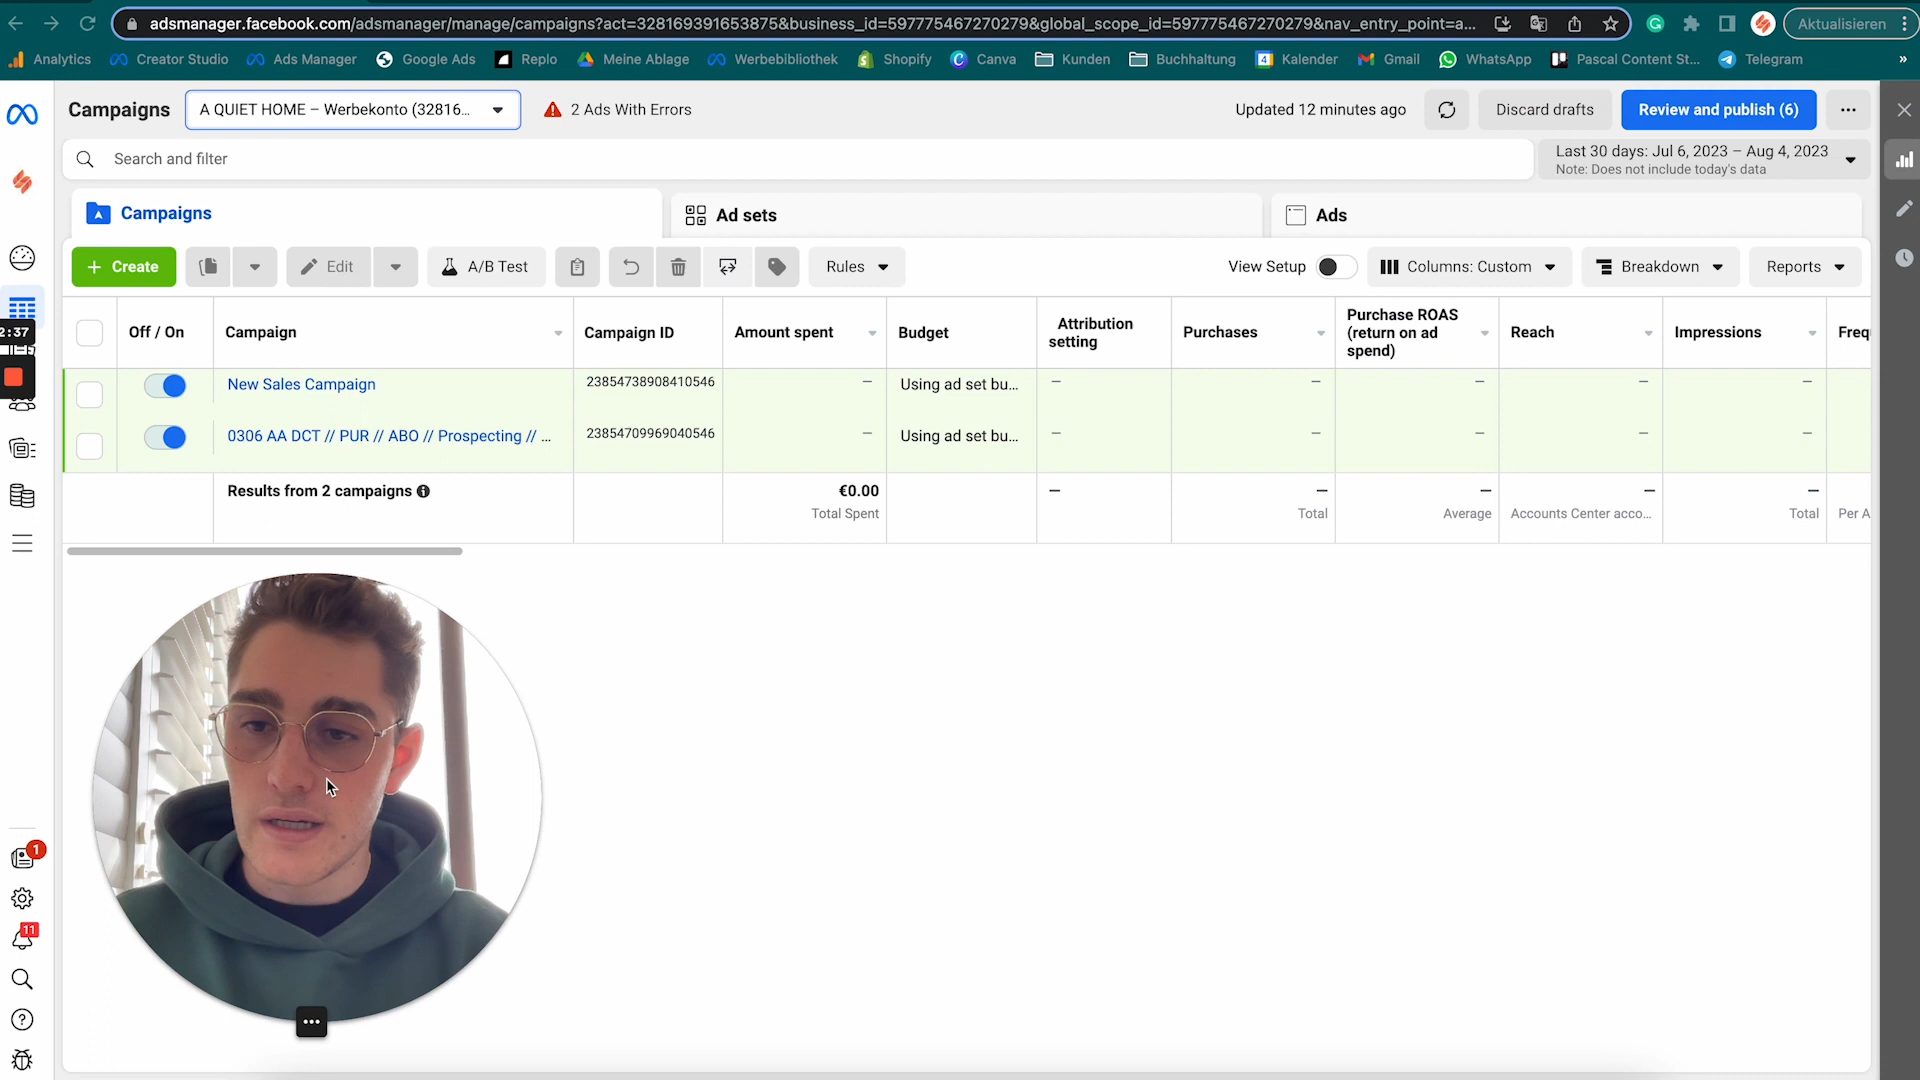 adsmanager.facebook.com/adsmanager/manage/campaigns?act=328169391653875&business_id=597775467270279&global_scope_id=597775467270279&nav_entry_point=a...
Aktualisieren
Analytics
Creator Studio
Ads Manager
Google Ads
Replo
Meine Ablage
Werbebibliothek
Shopify
Canva
Kunden
Buchhaltung
4
Kalender
Gmail
WhatsApp
Pascal Content St...
Telegram
»
Campaigns
A QUIET HOME – Werbekonto (32816...
2 Ads With Errors
Updated 12 minutes ago
Discard drafts
Review and publish (6)
Search and filter
Last 30 days: Jul 6, 2023 – Aug 4, 2023
Note: Does not include today's data
Campaigns
Ad sets
Ads
+ Create
Edit
A/B Test
Rules
View Setup
Columns: Custom
Breakdown
Reports
2:37
Off / On
Campaign
Campaign ID
Amount spent
Budget
Attribution
setting
Purchases
Purchase ROAS
(return on ad
spend)
Reach
Impressions
Freq
New Sales Campaign
23854738908410546
–
Using ad set bu...
–
–
–
–
–
0306 AA DCT // PUR // ABO // Prospecting // ...
23854709969040546
–
Using ad set bu...
–
–
–
–
–
Results from 2 campaigns
€0.00
Total Spent
–
–
Total
–
Average
–
Accounts Center acco...
–
Total
Per A
1
11